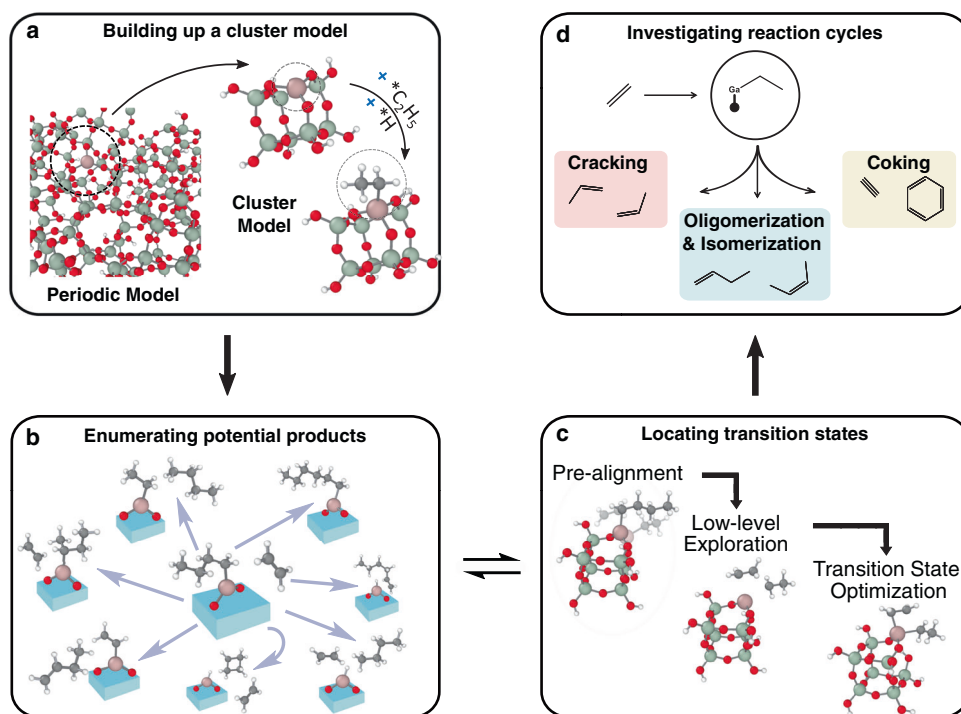 a
Building up a cluster model
+ *C₂H₅
+ *H
Cluster
Model
Periodic Model
b
Enumerating potential products
c
Locating transition states
Pre-alignment
Low-level
Exploration
Transition State
Optimization
d
Investigating reaction cycles
Ga
Cracking
Coking
Oligomerization
& Isomerization